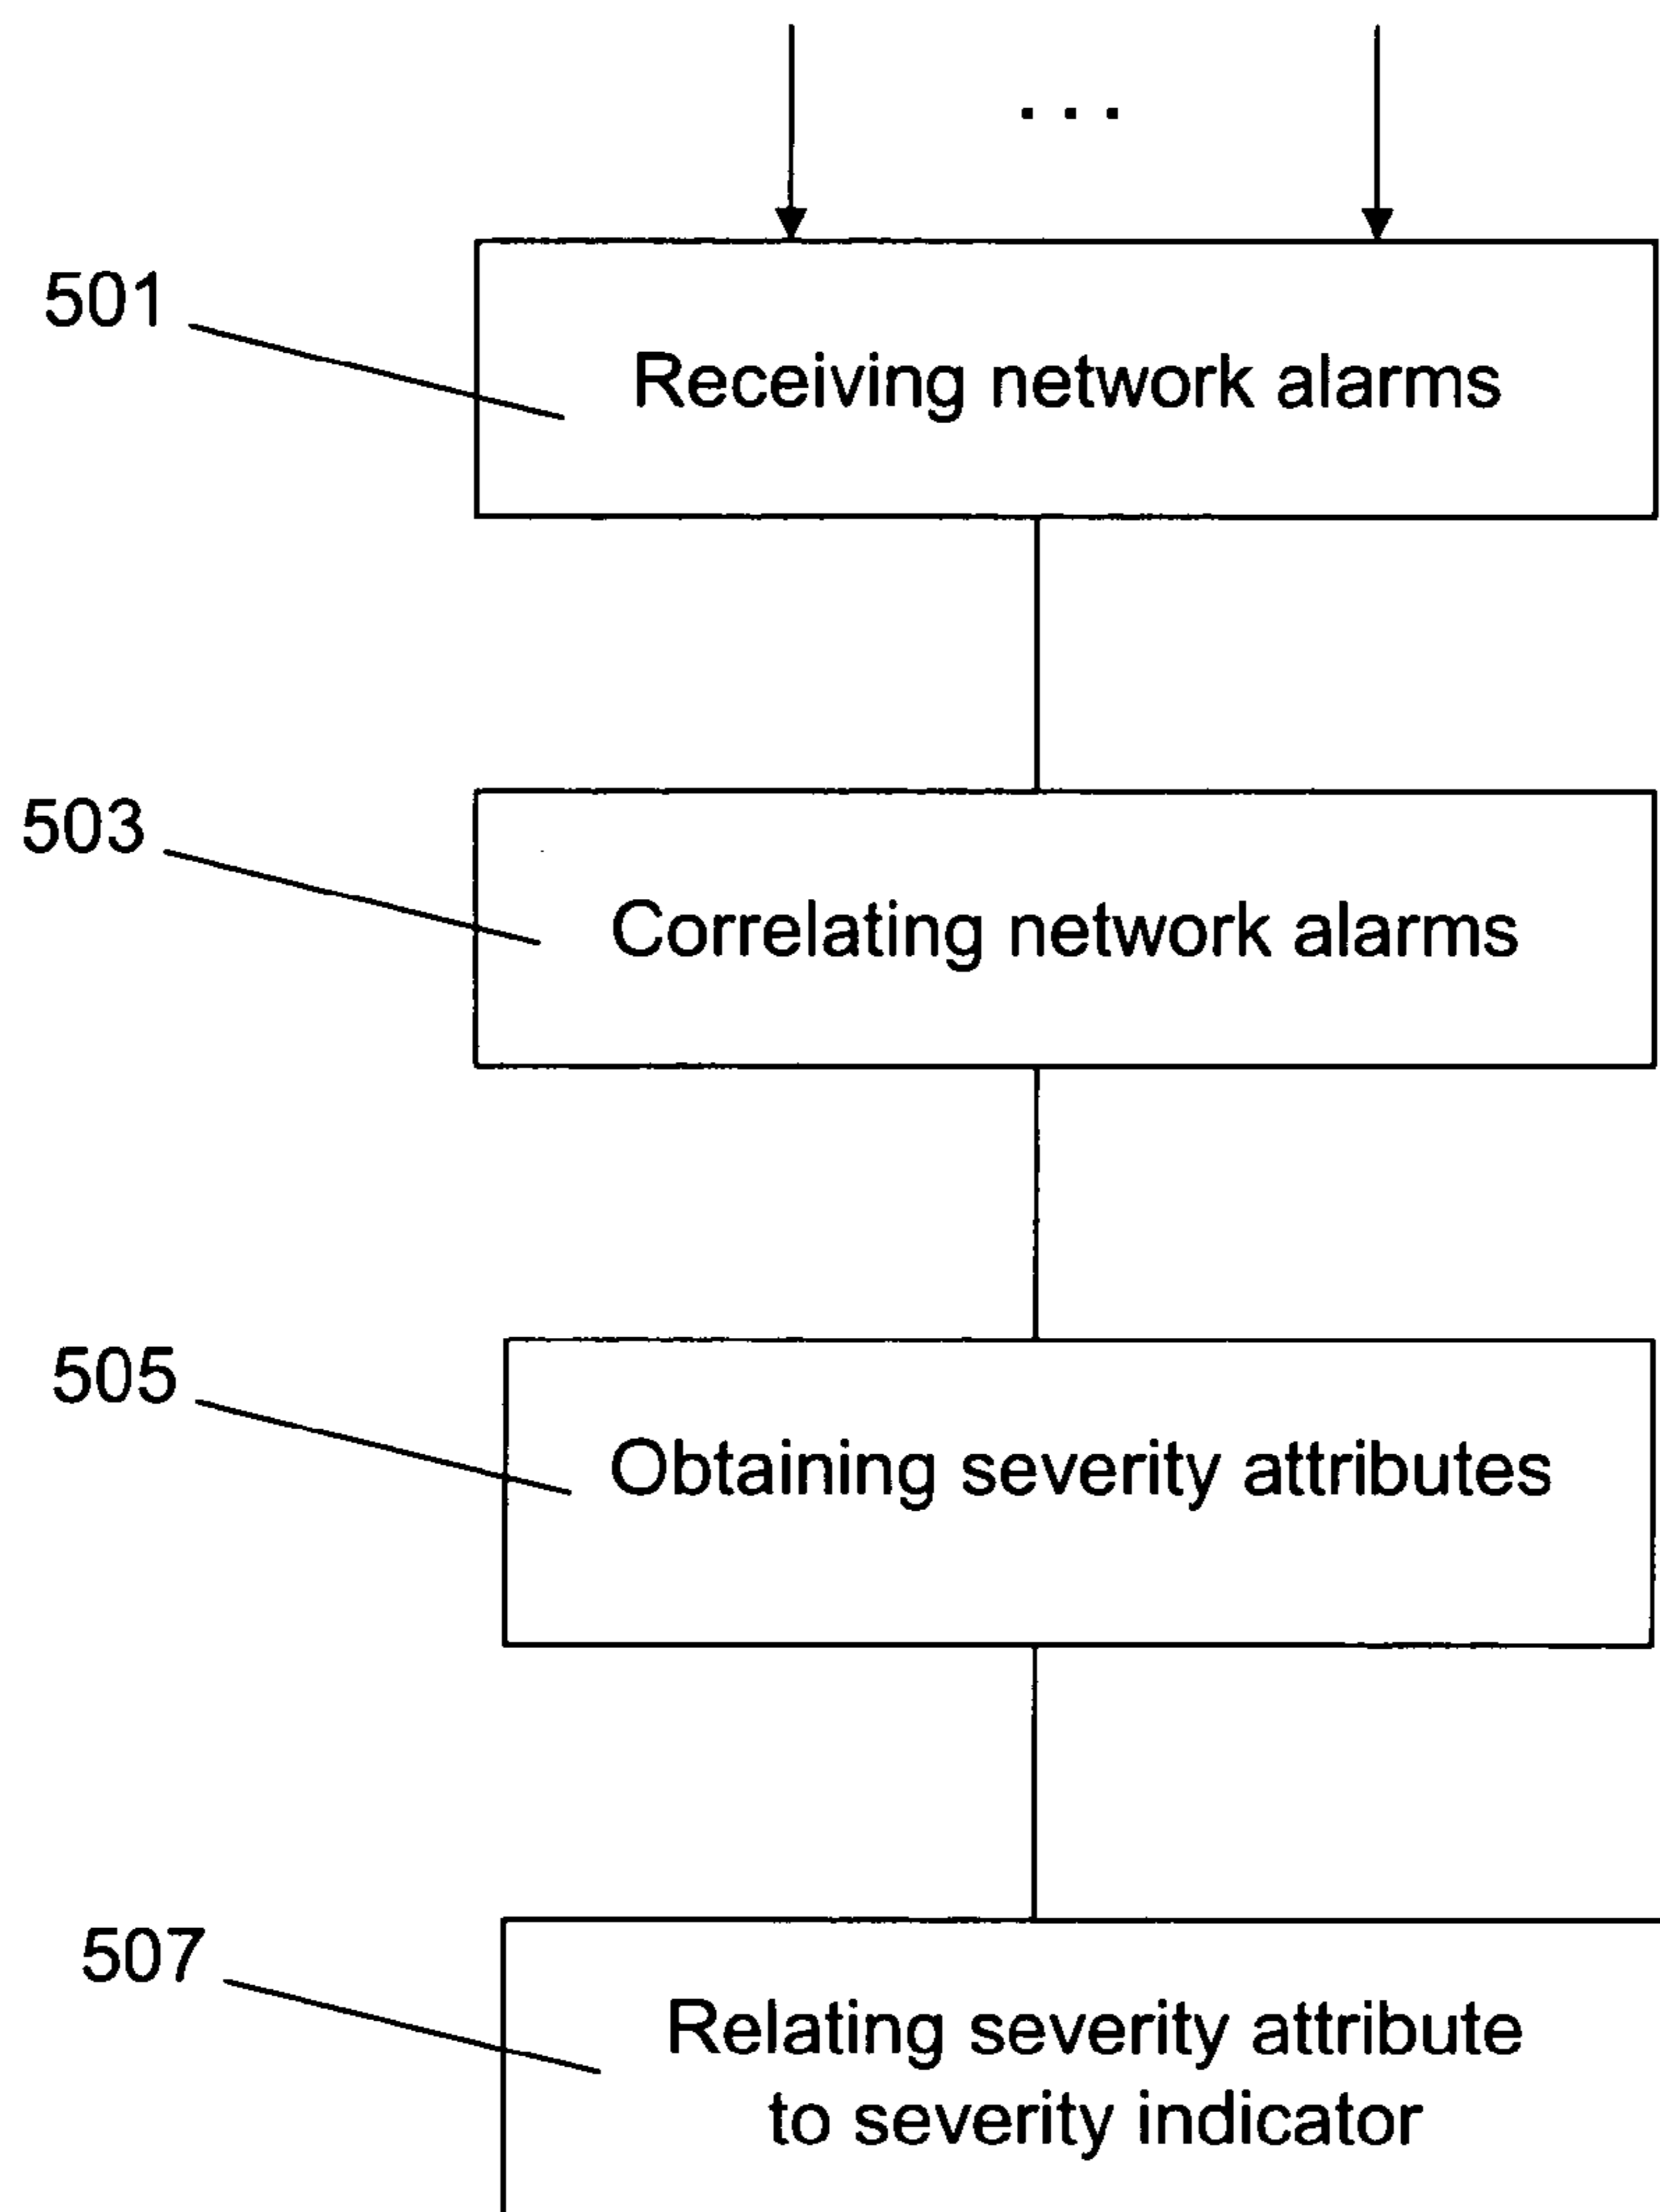 . . .
501
Receiving network alarms
503
Correlating network alarms
505
Obtaining severity attributes
507
Relating severity attribute
to severity indicator